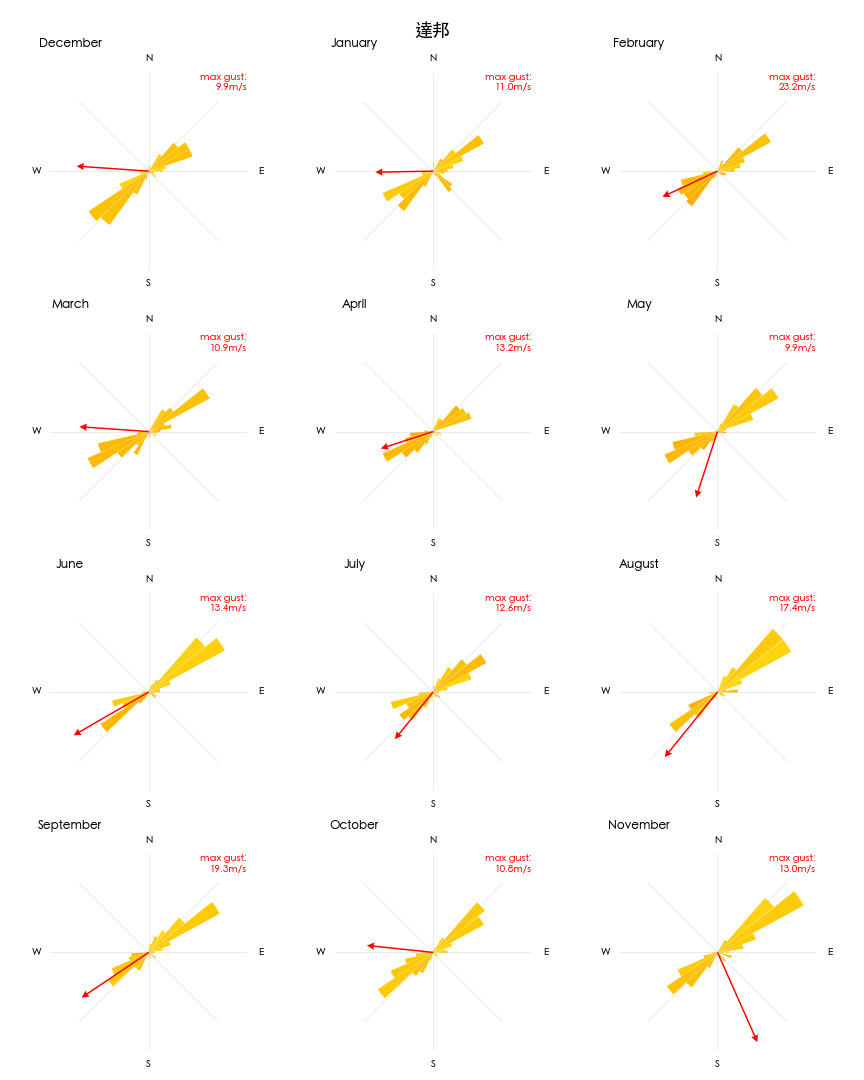 達邦
December
N
max gust:
9.9m/s
W
E
S
January
N
max gust:
11.0m/s
W
E
S
February
N
max gust:
23.2m/s
W
E
S
March
N
max gust:
10.9m/s
W
E
S
April
N
max gust:
13.2m/s
W
E
S
May
N
max gust:
9.9m/s
W
E
S
June
N
max gust:
13.4m/s
W
E
S
July
N
max gust:
12.6m/s
W
E
S
August
N
max gust:
17.4m/s
W
E
S
September
N
max gust:
19.3m/s
W
E
S
October
N
max gust:
10.8m/s
W
E
S
November
N
max gust:
13.0m/s
W
E
S